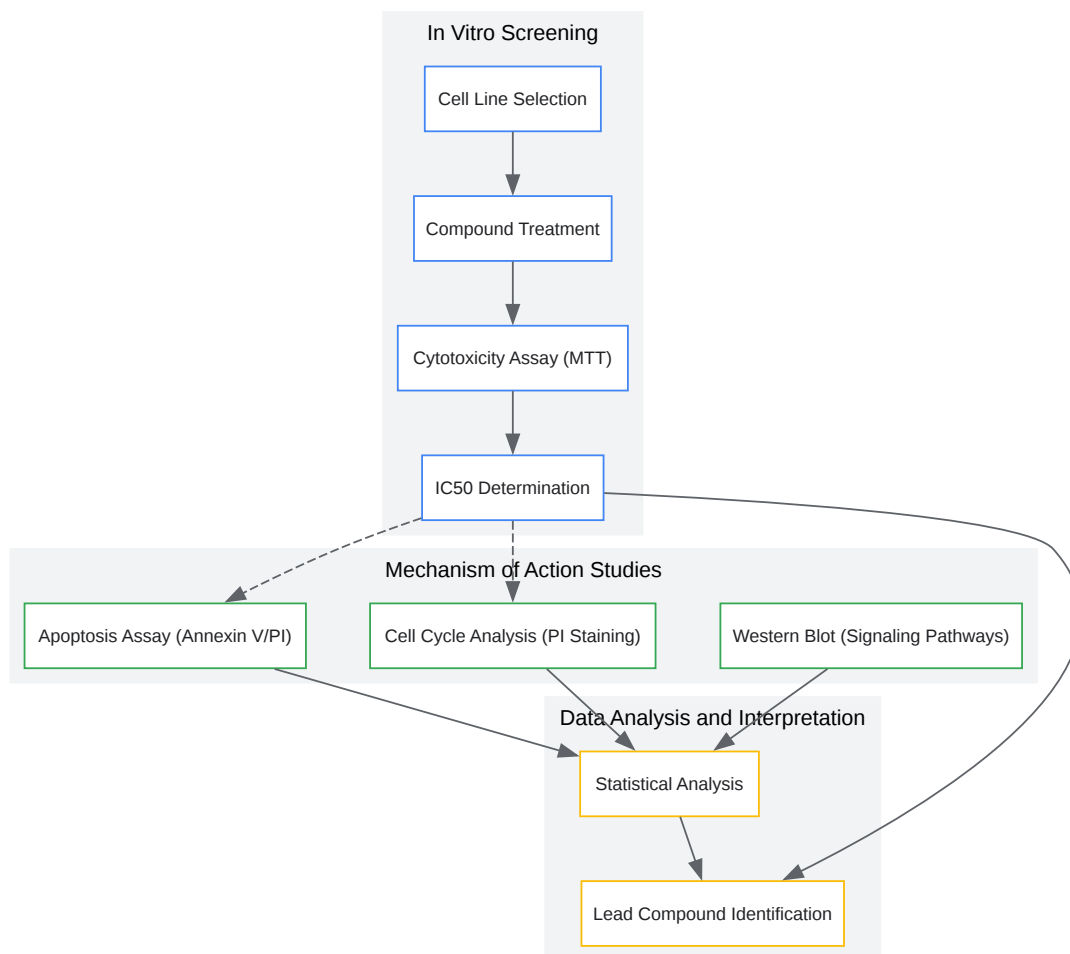 In Vitro Screening
Cell Line Selection
Compound Treatment
Cytotoxicity Assay (MTT)
IC50 Determination
Mechanism of Action Studies
Apoptosis Assay (Annexin V/PI)
Cell Cycle Analysis (PI Staining)
Western Blot (Signaling Pathways)
Data Analysis and Interpretation
Statistical Analysis
Lead Compound Identification